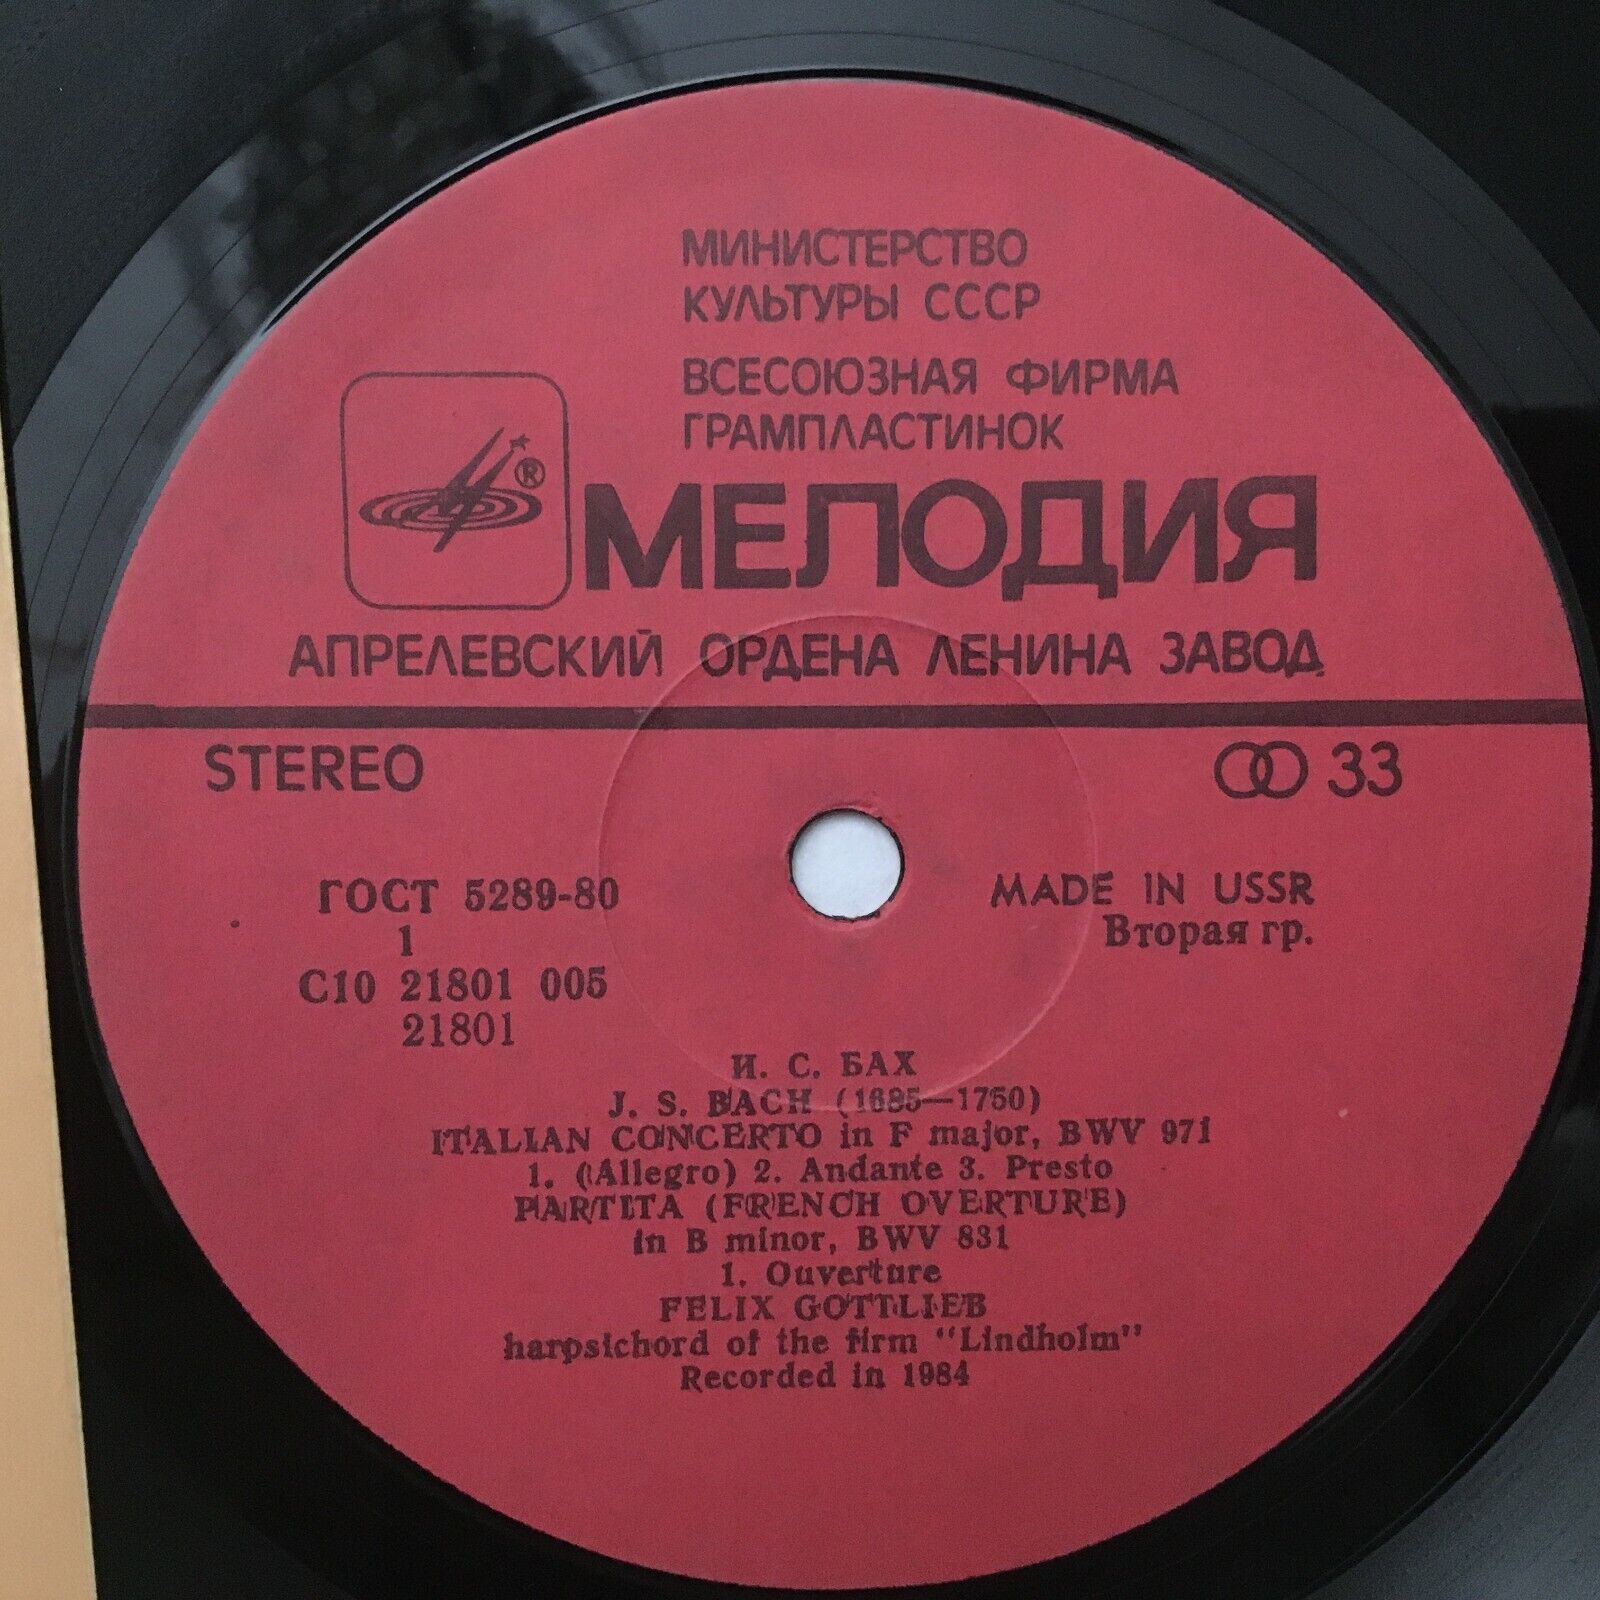 МИНИСТЕРСТВО
КУЛЬТУРЫ СССР
ВСЕСОЮЗНАЯ ФИРМА
ГРАМПЛАСТИНОК
®
МЕЛОДИЯ
АПРЕЛЕВСКИЙ ОРДЕНА ЛЕНИНА ЗАВОД
STEREO
33
ГОСТ 5289-80
1
С10 21801 005
21801
MADE IN USSR
Вторая гр.
И. С. БАХ
J. S. BACH (1685—1750)
ITALIAN CONCERTO in F major, BWV 971
1. (Allegro) 2. Andante 3. Presto
PARTITA (FRENCH OVERTURE)
in B minor, BWV 831
1. Ouverture
FELIX GOTTLIEB
harpsichord of the firm "Lindholm"
Recorded in 1984